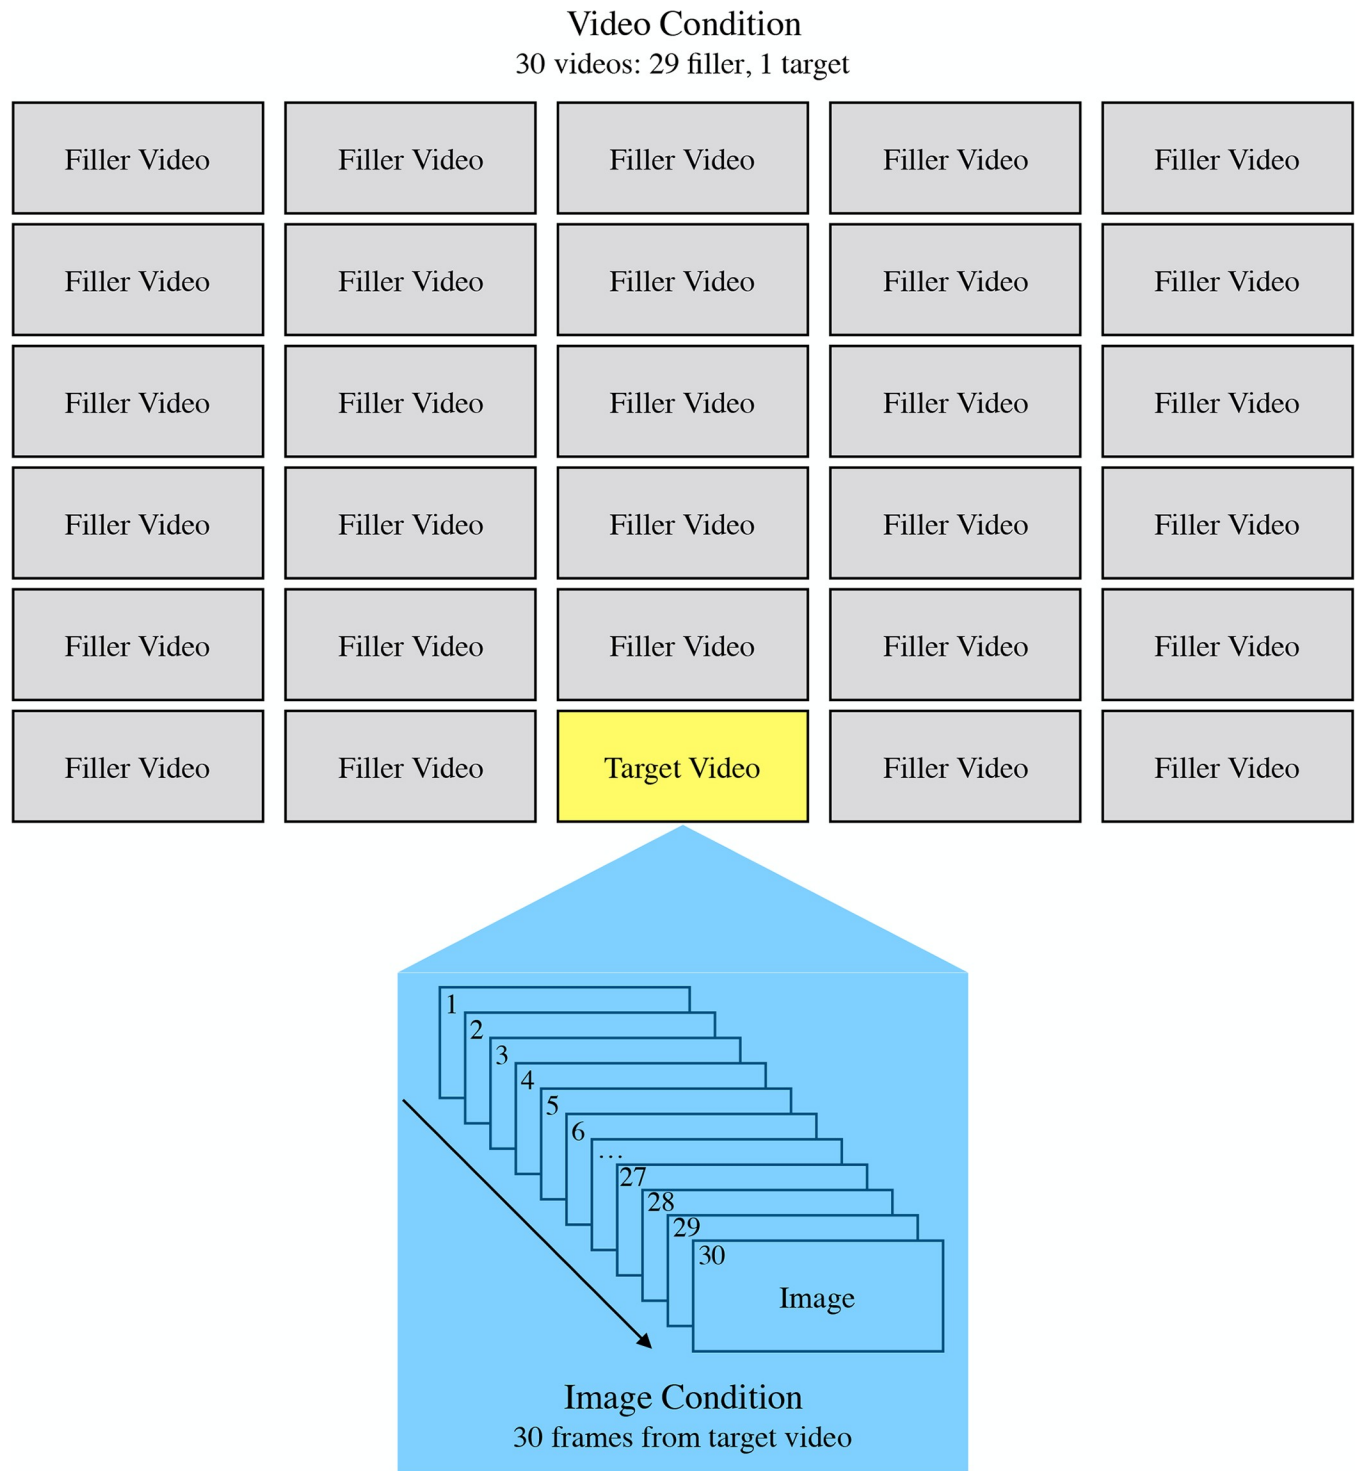 Video Condition
30 videos: 29 filler, 1 target
Filler Video Filler Video Filler Video Filler Video Filler Video
Filler Video Filler Video Filler Video Filler Video Filler Video
Filler Video Filler Video Filler Video Filler Video Filler Video
Filler Video Filler Video Filler Video Filler Video Filler Video
Filler Video Filler Video Filler Video Filler Video Filler Video
Filler Video Filler Video Target Video Filler Video Filler Video
1
2
3
4
5
6
...
27
28
29
30
Image
Image Condition
30 frames from target video